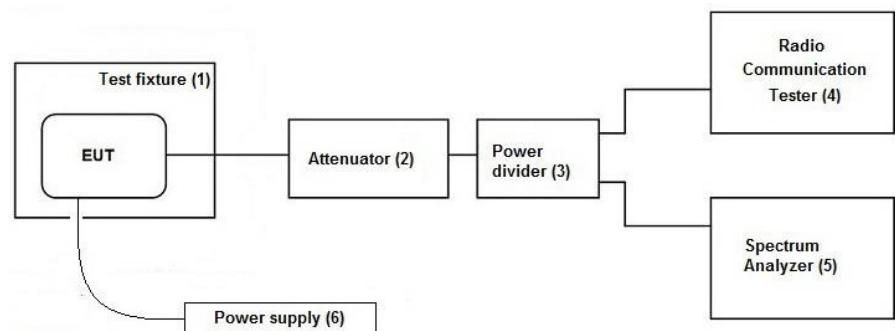 Radio
Communication
Tester (4)
Test fixture (1)
EUT
Attenuator (2)
Power
divider (3)
Spectrum
Analyzer (5)
Power supply (6)